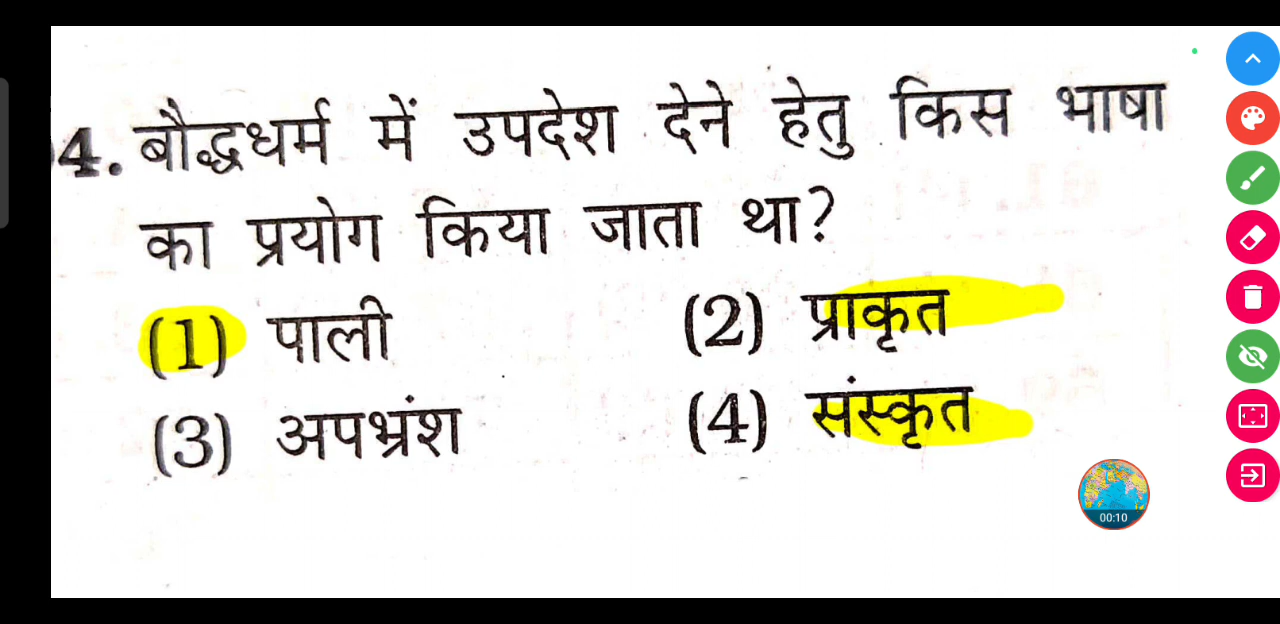 4. बौद्धधर्म में उपदेश देने हेतु किस भाषा
का प्रयोग किया जाता था?
(1) पाली (2) प्राकृत
(3) अपभ्रंश (4) संस्कृत
00:10